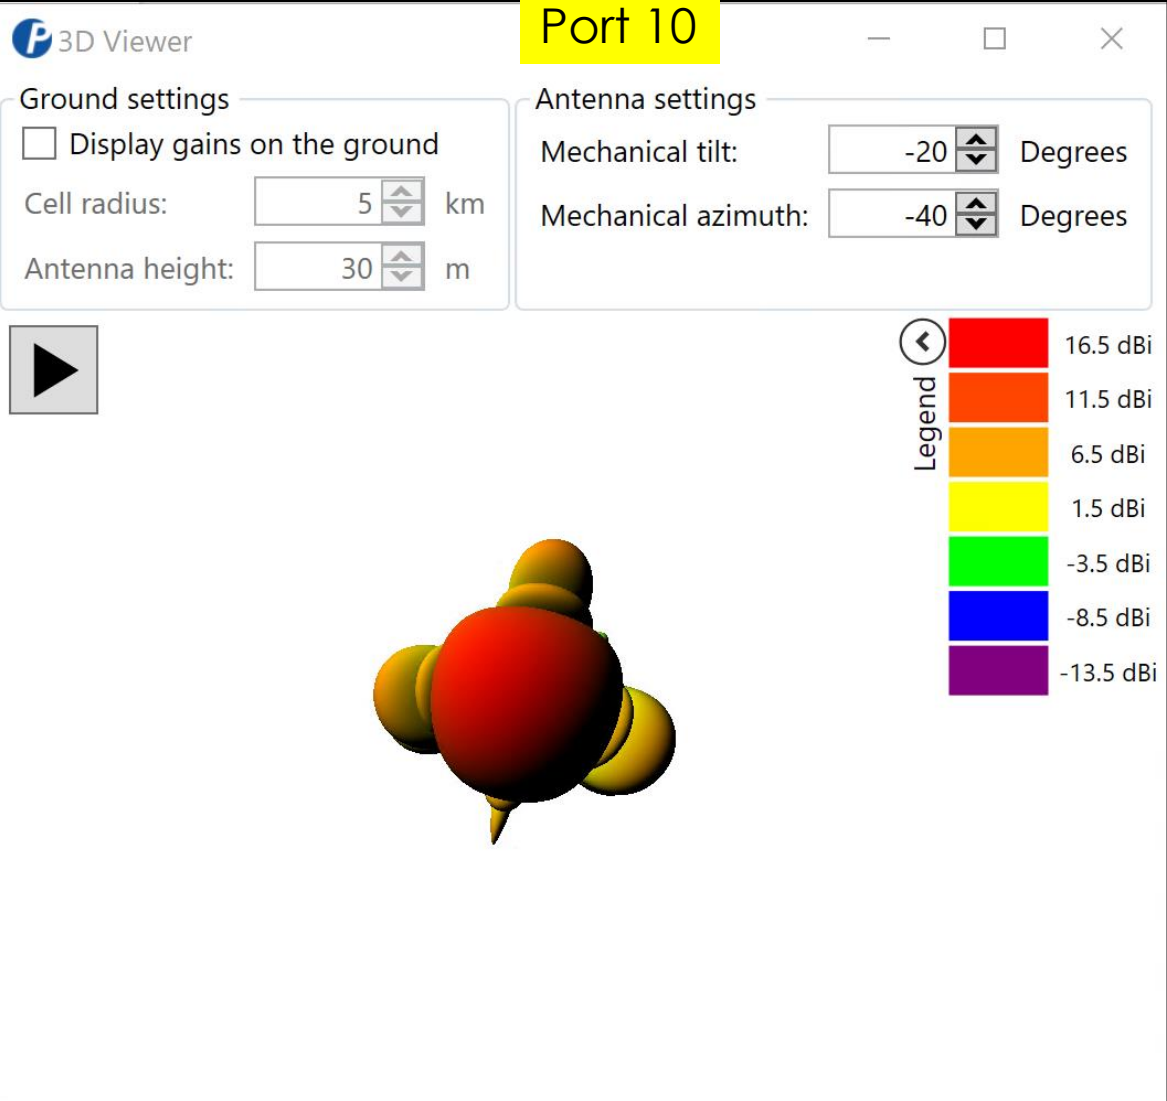 Port 10
3D Viewer
Ground settings
Display gains on the ground
Cell radius: 5 km
Antenna height: 30 m
Antenna settings
Mechanical tilt: -20 Degrees
Mechanical azimuth: -40 Degrees
Legend
16.5 dBi
11.5 dBi
6.5 dBi
1.5 dBi
-3.5 dBi
-8.5 dBi
-13.5 dBi